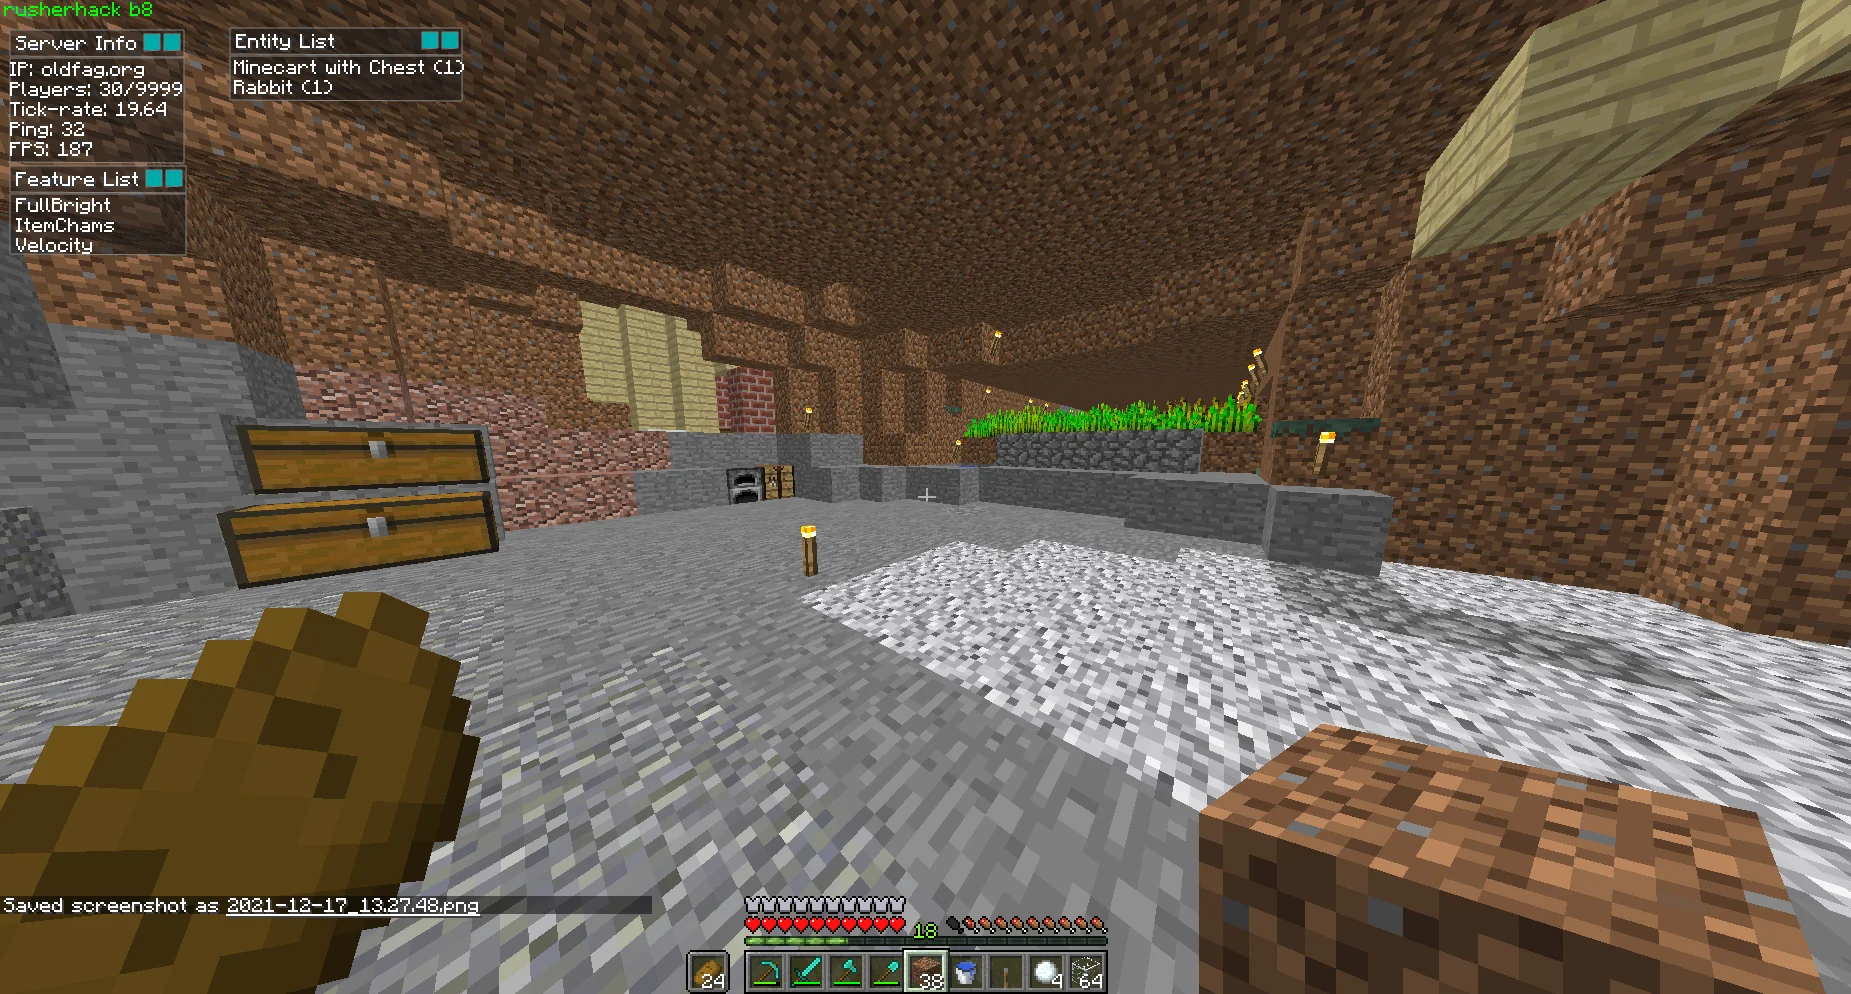 rusherhack b8
Server Info
IP: oldfag.org
Players: 30/9999
Tick-rate: 19.64
Ping: 32
FPS: 187
Entity List
Minecart with Chest (1)
Rabbit (1)
Feature List
FullBright
ItemChams
Velocity
Saved screenshot as 2021-12-17_13.27.48.png
18
24
38
4
64